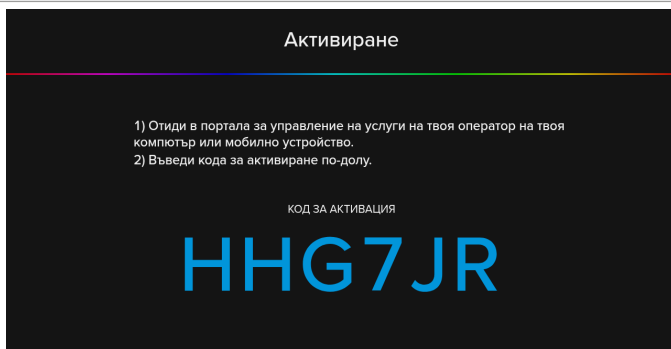 Активиране
1) Отиди в портала за управление на услуги на твоя оператор на твоя
компютър или мобилно устройство.
2) Въведи кода за активиране по-долу.
КОД ЗА АКТИВАЦИЯ
HHG7JR